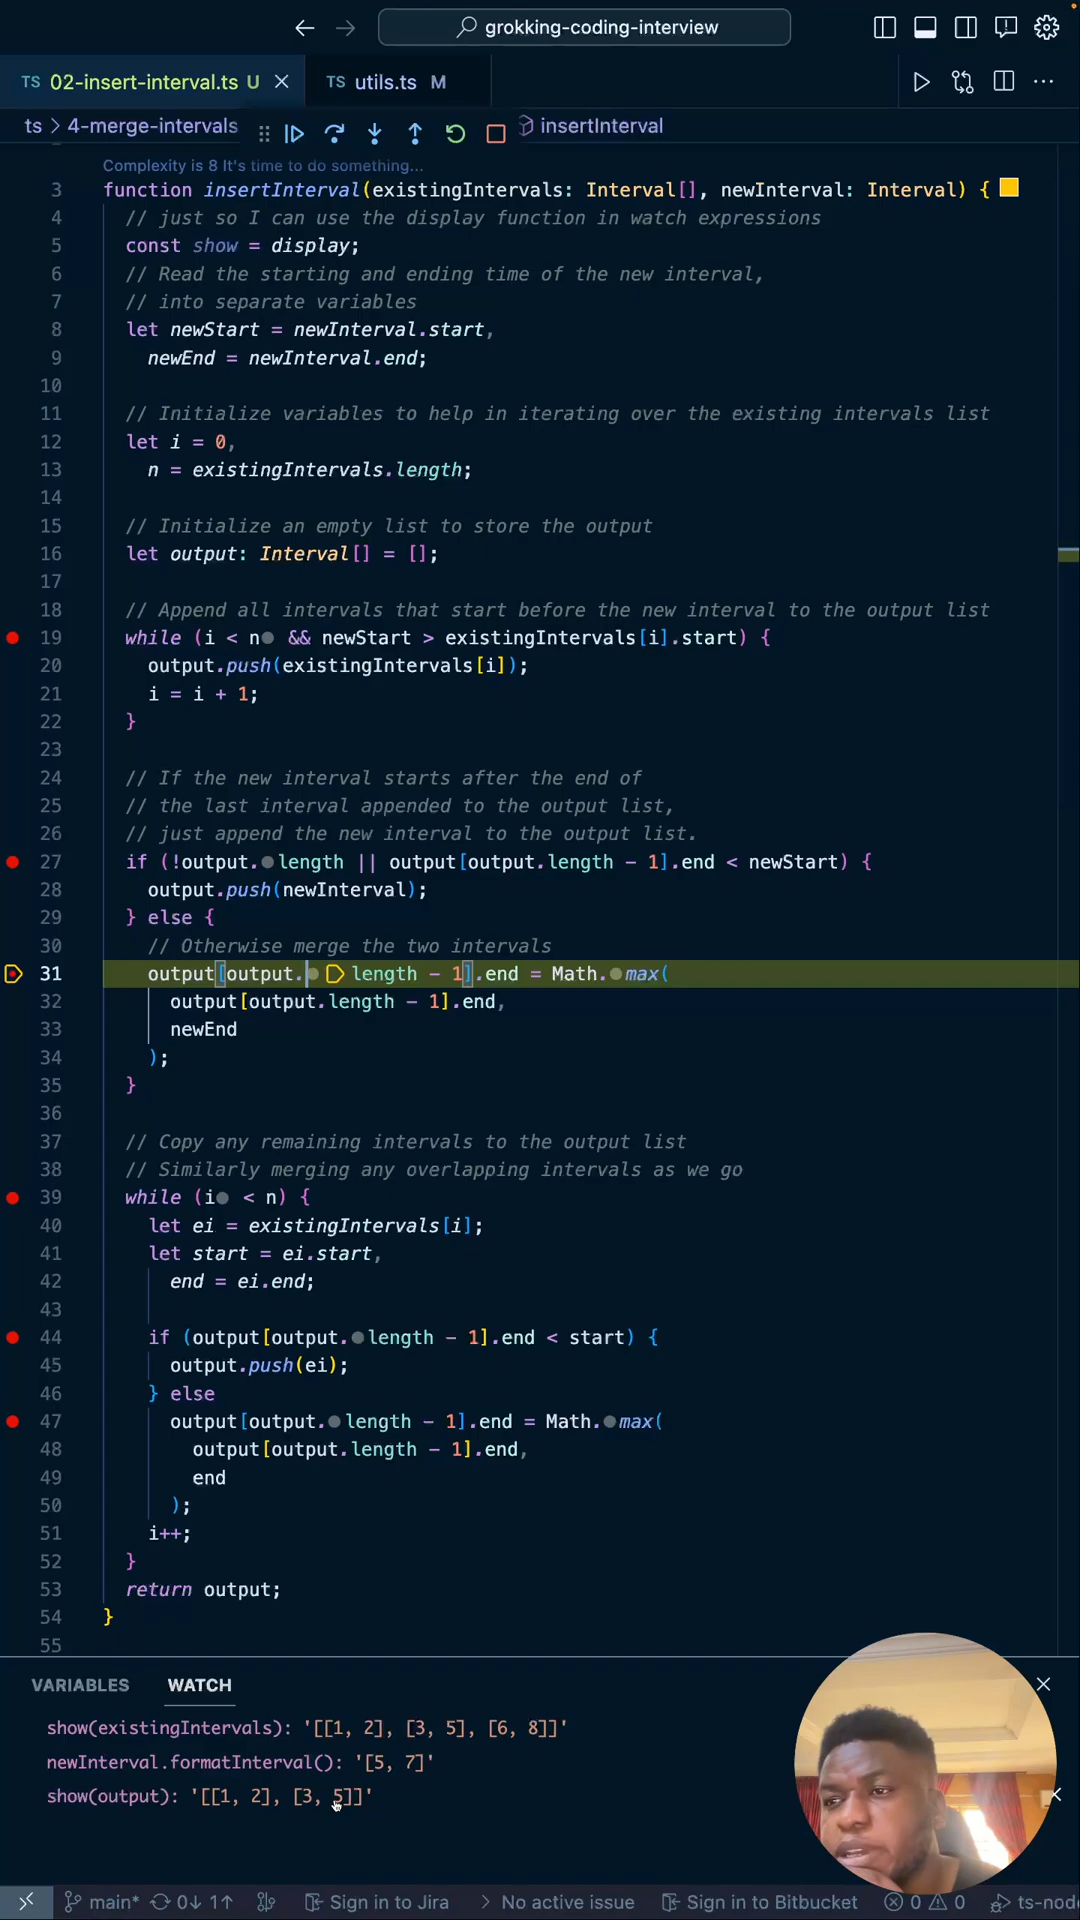 grokking-coding-interview
TS 02-insert-interval.ts U
TS utils.ts M
ts > 4-merge-intervals
insertInterval
Complexity is 8 It's time to do something...
3 function insertInterval(existingIntervals: Interval[], newInterval: Interval) {
4 // just so I can use the display function in watch expressions
5 const show = display;
6 // Read the starting and ending time of the new interval,
7 // into separate variables
8 let newStart = newInterval.start,
9 newEnd = newInterval.end;
10
11 // Initialize variables to help in iterating over the existing intervals list
12 let i = 0,
13 n = existingIntervals.length;
14
15 // Initialize an empty list to store the output
16 let output: Interval[] = [];
17
18 // Append all intervals that start before the new interval to the output list
19 while (i < n && newStart > existingIntervals[i].start) {
20 output.push(existingIntervals[i]);
21 i = i + 1;
22 }
23
24 // If the new interval starts after the end of
25 // the last interval appended to the output list,
26 // just append the new interval to the output list.
27 if (!output.length || output[output.length - 1].end < newStart) {
28 output.push(newInterval);
29 } else {
30 // Otherwise merge the two intervals
31 output[output.length - 1].end = Math.max(
32 output[output.length - 1].end,
33 newEnd
34 );
35 }
36
37 // Copy any remaining intervals to the output list
38 // Similarly merging any overlapping intervals as we go
39 while (i < n) {
40 let ei = existingIntervals[i];
41 let start = ei.start,
42 end = ei.end;
43
44 if (output[output.length - 1].end < start) {
45 output.push(ei);
46 } else
47 output[output.length - 1].end = Math.max(
48 output[output.length - 1].end,
49 end
50 );
51 i++;
52 }
53 return output;
54 }
55
VARIABLES WATCH
show(existingIntervals): '[[1, 2], [3, 5], [6, 8]]'
newInterval.formatInterval(): '[5, 7]'
show(output): '[[1, 2], [3, 5]]'
main* 0↓ 1↑ Sign in to Jira No active issue Sign in to Bitbucket 0 0 ts-nod